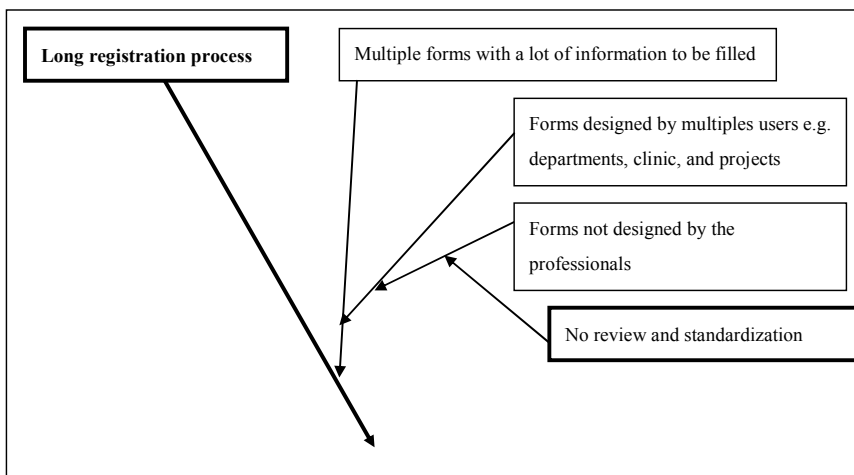 Long registration process
Multiple forms with a lot of information to be filled
Forms designed by multiples users e.g.
departments, clinic, and projects
Forms not designed by the
professionals
No review and standardization